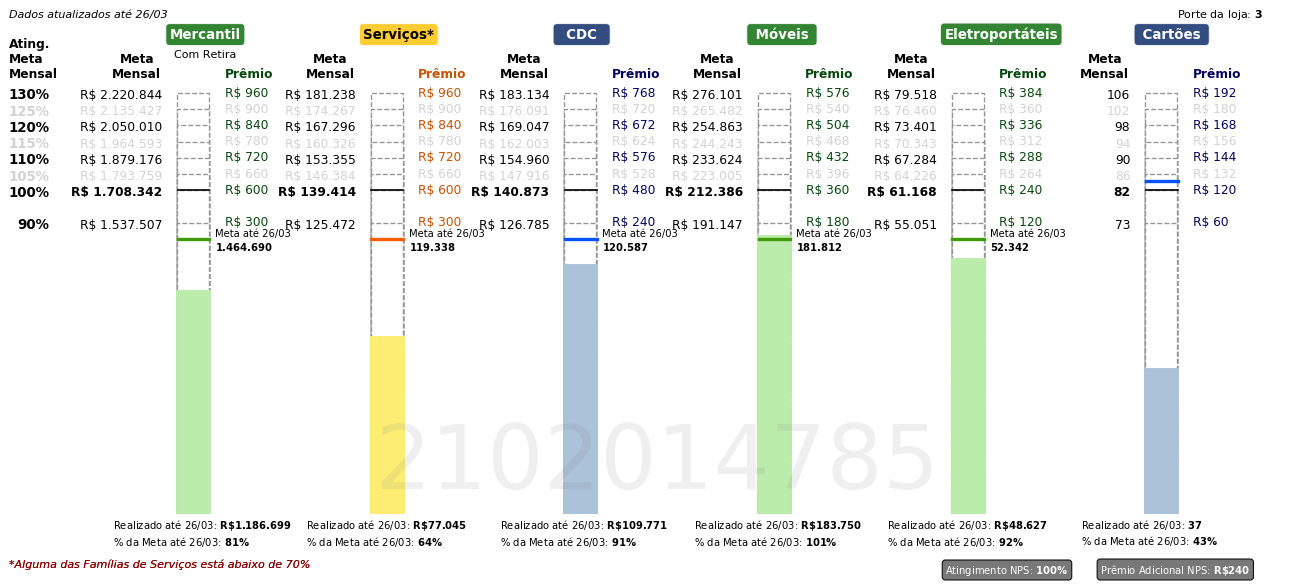 Dados atualizados até 26/03
Porte da loja: 3
Mercantil
Serviços*
CDC
Móveis
Eletroportáteis
Cartões
Com Retira
Ating. Meta Mensal
Meta Mensal Prêmio Meta Mensal Prêmio Meta Mensal Prêmio Meta Mensal Prêmio Meta Mensal Prêmio Meta Mensal Prêmio
130% R$ 2.220.844 R$ 960 R$ 181.238 R$ 960 R$ 183.134 R$ 768 R$ 276.101 R$ 576 R$ 79.518 R$ 384 106 R$ 192
125% R$ 2.135.427 R$ 900 R$ 174.267 R$ 900 R$ 176.091 R$ 720 R$ 265.482 R$ 540 R$ 76.460 R$ 360 102 R$ 180
120% R$ 2.050.010 R$ 840 R$ 167.296 R$ 840 R$ 169.047 R$ 672 R$ 254.863 R$ 504 R$ 73.401 R$ 336 98 R$ 168
115% R$ 1.964.593 R$ 780 R$ 160.326 R$ 780 R$ 162.003 R$ 624 R$ 244.243 R$ 468 R$ 70.343 R$ 312 94 R$ 156
110% R$ 1.879.176 R$ 720 R$ 153.355 R$ 720 R$ 154.960 R$ 576 R$ 233.624 R$ 432 R$ 67.284 R$ 288 90 R$ 144
105% R$ 1.793.759 R$ 660 R$ 146.384 R$ 660 R$ 147.916 R$ 528 R$ 223.005 R$ 396 R$ 64.226 R$ 264 86 R$ 132
100% R$ 1.708.342 R$ 600 R$ 139.414 R$ 600 R$ 140.873 R$ 480 R$ 212.386 R$ 360 R$ 61.168 R$ 240 82 R$ 120
90% R$ 1.537.507 R$ 300 R$ 125.472 R$ 300 R$ 126.785 R$ 240 R$ 191.147 R$ 180 R$ 55.051 R$ 120 73 R$ 60
Meta até 26/03 Meta até 26/03 Meta até 26/03 Meta até 26/03 Meta até 26/03
1.464.690 119.338 120.587 181.812 52.342
2102014785
Realizado até 26/03: R$1.186.699 Realizado até 26/03: R$77.045 Realizado até 26/03: R$109.771 Realizado até 26/03: R$183.750 Realizado até 26/03: R$48.627 Realizado até 26/03: 37
% da Meta até 26/03: 81% % da Meta até 26/03: 64% % da Meta até 26/03: 91% % da Meta até 26/03: 101% % da Meta até 26/03: 92% % da Meta até 26/03: 43%
*Alguma das Famílias de Serviços está abaixo de 70%
Atingimento NPS: 100%
Prêmio Adicional NPS: R$240